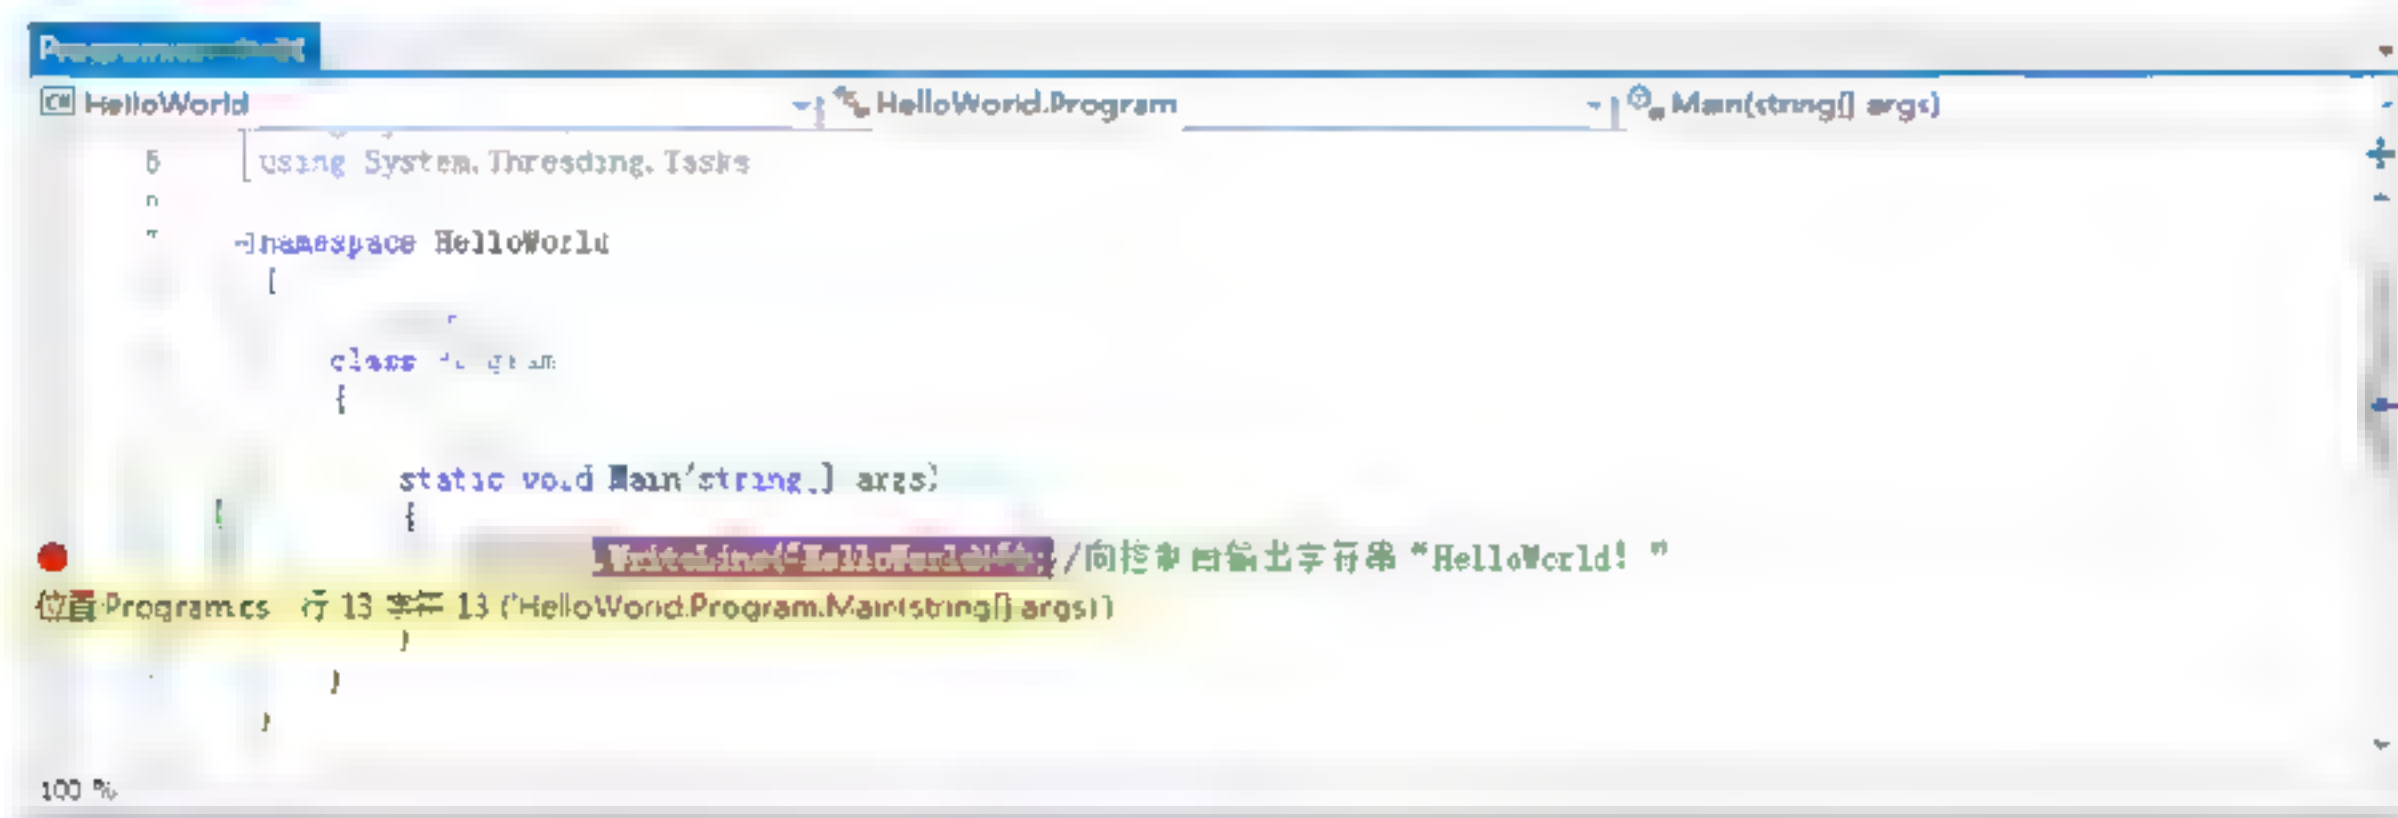 HelloWorld HelloWorld.Program Main(string[] args)
5 using System.Threading.Tasks
namespace HelloWorld
{
class
{
static void Main(string[] args)
{
WriteLine("HelloWorld! //向控制台输出字符串“HelloWorld! ”
位置 Program.cs 行 13 字符 13 ('HelloWorld.Program.Main(string[] args)')
}
}
}
100 %